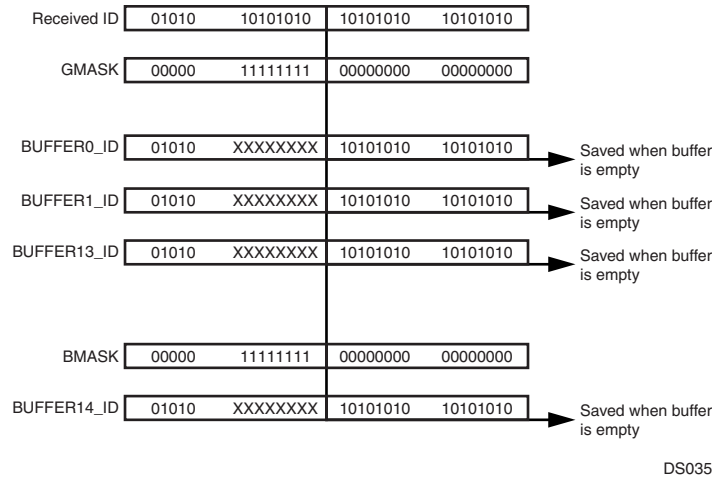 Received ID 01010 10101010 10101010 10101010
GMASK 00000 11111111 00000000 00000000
BUFFER0_ID 01010 XXXXXXXX 10101010 10101010 Saved when buffer
is empty
BUFFER1_ID 01010 XXXXXXXX 10101010 10101010 Saved when buffer
is empty
BUFFER13_ID 01010 XXXXXXXX 10101010 10101010 Saved when buffer
is empty
BMASK 00000 11111111 00000000 00000000
BUFFER14_ID 01010 XXXXXXXX 10101010 10101010 Saved when buffer
is empty
DS035